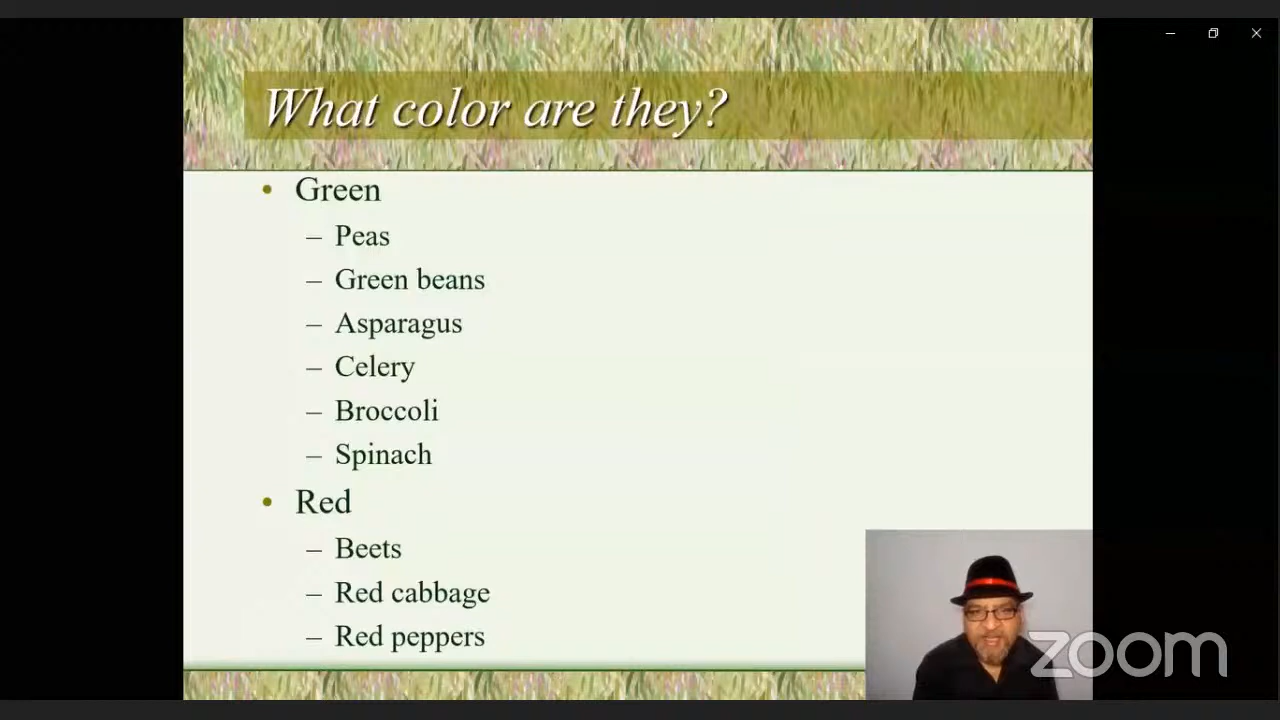 What color are they?
• Green
– Peas
– Green beans
– Asparagus
– Celery
– Broccoli
– Spinach
• Red
– Beets
– Red cabbage
– Red peppers
zoom